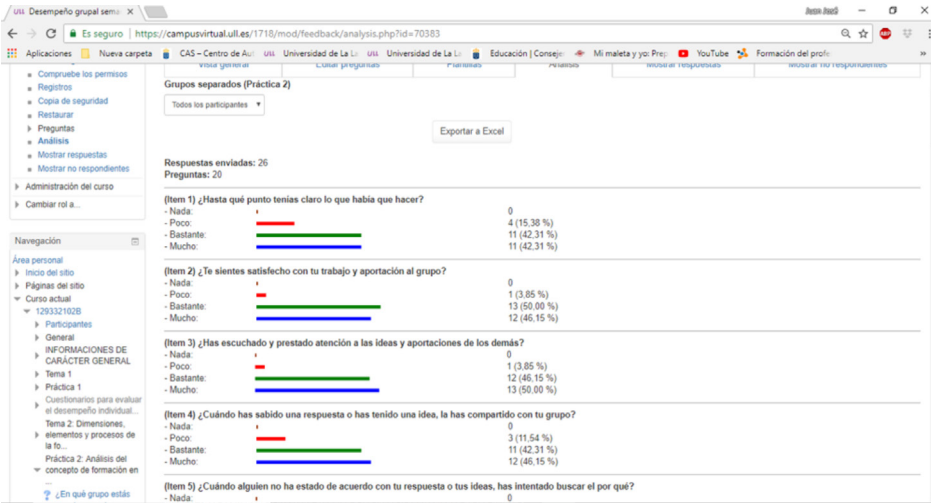 ULL Desempeño grupal sema
Es seguro | https://campusvirtual.ull.es/1718/mod/feedback/analysis.php?id=70383
Aplicaciones Nueva carpeta CAS – Centro de Aut ULL Universidad de La La ULL Universidad de La La Educación | Consejer Mi maleta y yo: Prep YouTube Formación del profe »
Vista general Editar preguntas Plantillas Análisis Mostrar respuestas Mostrar no respondientes
Compruebe los permisos
Registros
Copia de seguridad
Restaurar
Preguntas
Análisis
Mostrar respuestas
Mostrar no respondientes
Administración del curso
Cambiar rol a...
Navegación
Área personal
Inicio del sitio
Páginas del sitio
Curso actual
129332102B
Participantes
General
INFORMACIONES DE
CARÁCTER GENERAL
Tema 1
Práctica 1
Cuestionarios para evaluar
el desempeño individual...
Tema 2: Dimensiones,
elementos y procesos de
la fo...
Práctica 2: Análisis del
concepto de formación en
...
¿En qué grupo estás
Grupos separados (Práctica 2)
Todos los participantes
Exportar a Excel
Respuestas enviadas: 26
Preguntas: 20
(Item 1) ¿Hasta qué punto tenías claro lo que había que hacer?
- Nada: 0
- Poco: 4 (15,38 %)
- Bastante: 11 (42,31 %)
- Mucho: 11 (42,31 %)
(Item 2) ¿Te sientes satisfecho con tu trabajo y aportación al grupo?
- Nada: 0
- Poco: 1 (3,85 %)
- Bastante: 13 (50,00 %)
- Mucho: 12 (46,15 %)
(Item 3) ¿Has escuchado y prestado atención a las ideas y aportaciones de los demás?
- Nada: 0
- Poco: 1 (3,85 %)
- Bastante: 12 (46,15 %)
- Mucho: 13 (50,00 %)
(Item 4) ¿Cuándo has sabido una respuesta o has tenido una idea, la has compartido con tu grupo?
- Nada: 0
- Poco: 3 (11,54 %)
- Bastante: 11 (42,31 %)
- Mucho: 12 (46,15 %)
(Item 5) ¿Cuándo alguien no ha estado de acuerdo con tu respuesta o tus ideas, has intentado buscar el por qué?
- Nada: 0